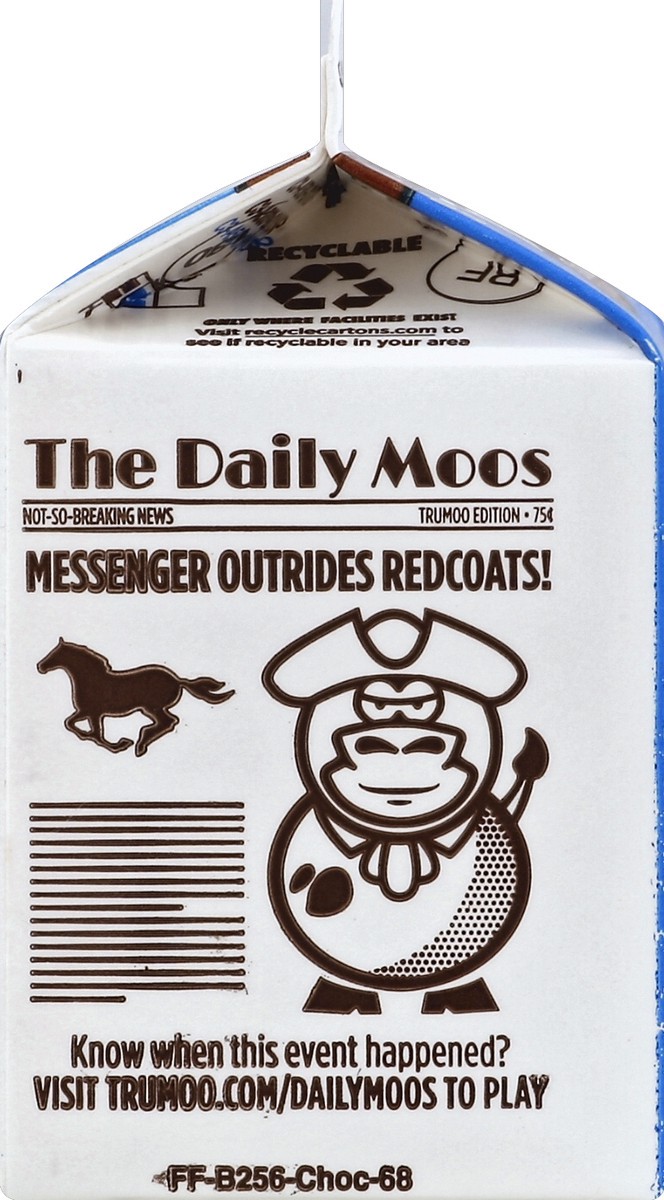 RECYCLABLE
ONLY WHERE FACILITIES EXIST
Visit recyclecartons.com to
see if recyclable in your area
RF
The Daily Moos
NOT-SO-BREAKING NEWS
TRUMOO EDITION • 75¢
MESSENGER OUTRIDES REDCOATS!
Know when this event happened?
VISIT TRUMOO.COM/DAILYMOOS TO PLAY
FF-B256-Choc-68